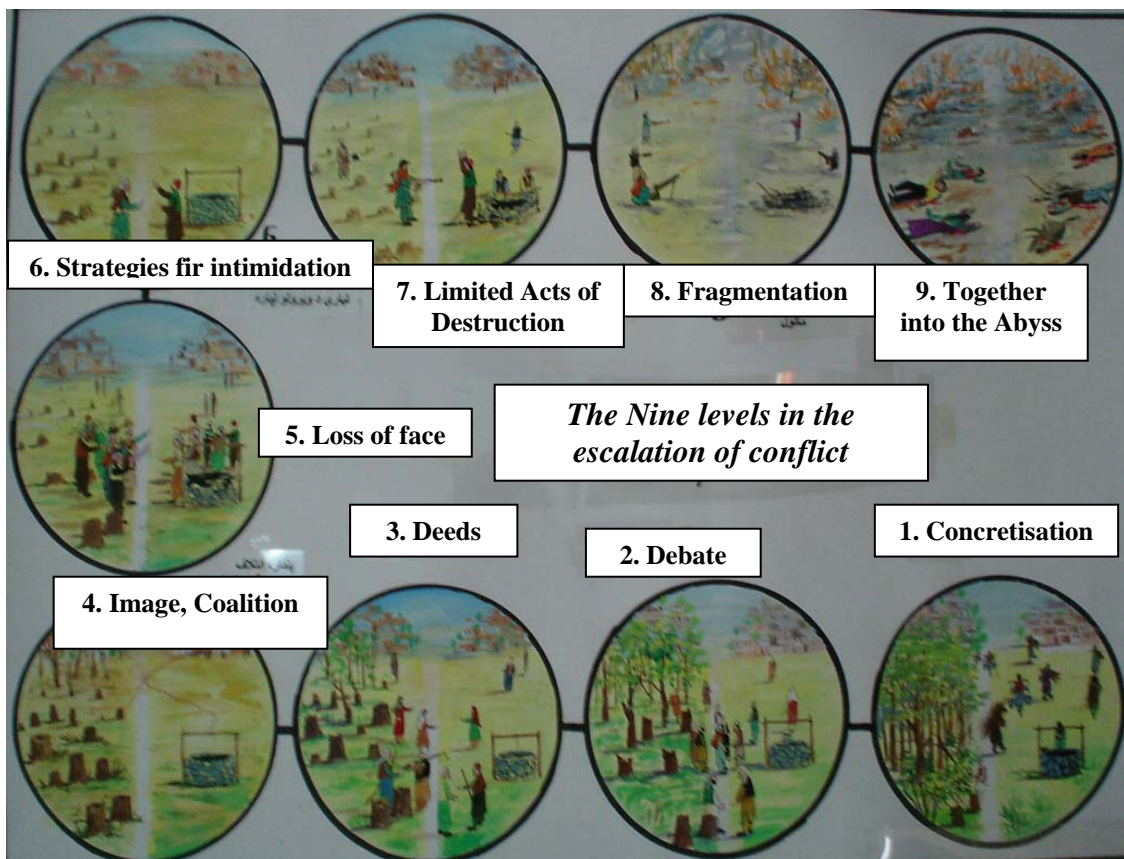 6. Strategies fir intimidation
7. Limited Acts of
Destruction
8. Fragmentation
9. Together
into the Abyss
The Nine levels in the
escalation of conflict
5. Loss of face
3. Deeds
2. Debate
1. Concretisation
ائتلاف
4. Image, Coalition